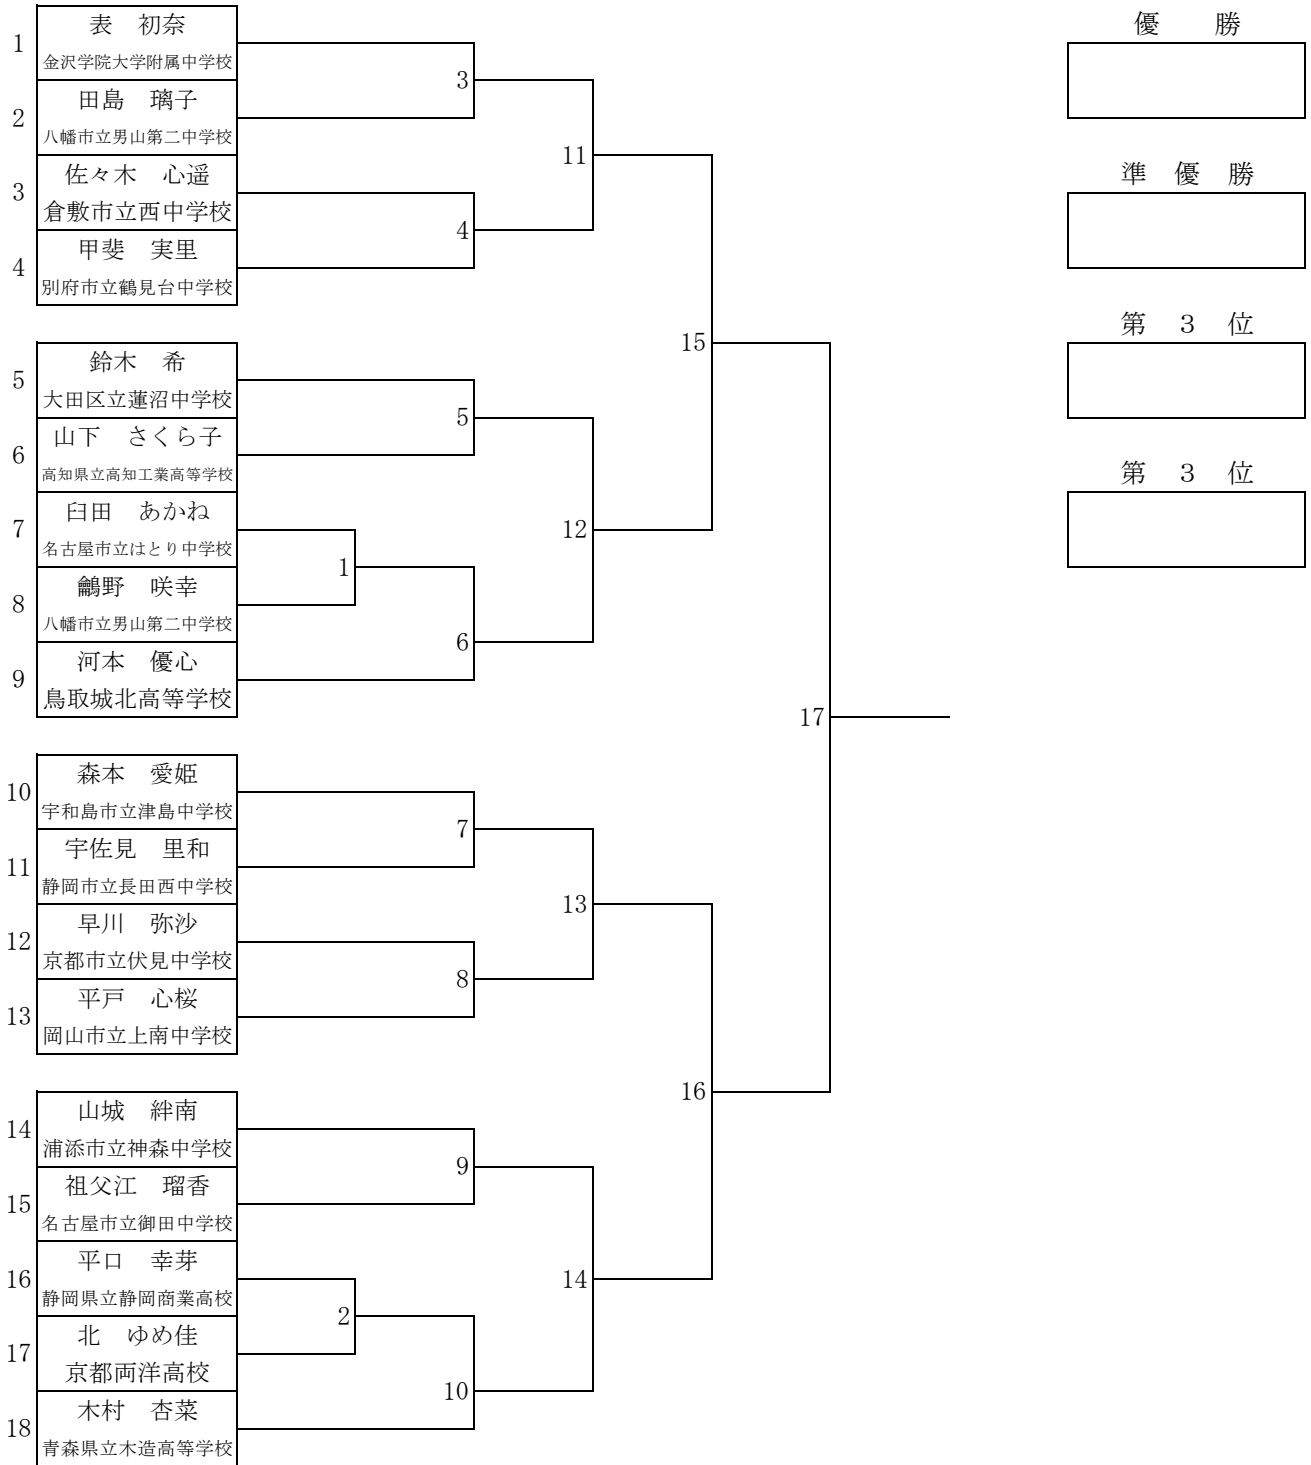 1
表　初奈
金沢学院大学附属中学校
2
田島　璃子
八幡市立男山第二中学校
3
佐々木　心遥
倉敷市立西中学校
4
甲斐　実里
別府市立鶴見台中学校
5
鈴木　希
大田区立蓮沼中学校
6
山下　さくら子
高知県立高知工業高等学校
7
臼田　あかね
名古屋市立はとり中学校
8
鸙野　咲幸
八幡市立男山第二中学校
9
河本　優心
鳥取城北高等学校
10
森本　愛姫
宇和島市立津島中学校
11
宇佐見　里和
静岡市立長田西中学校
12
早川　弥沙
京都市立伏見中学校
13
平戸　心桜
岡山市立上南中学校
14
山城　絆南
浦添市立神森中学校
15
祖父江　瑠香
名古屋市立御田中学校
16
平口　幸芽
静岡県立静岡商業高校
17
北　ゆめ佳
京都両洋高校
18
木村　杏菜
青森県立木造高等学校
1
2
3
4
5
6
7
8
9
10
11
12
13
14
15
16
17
優　勝
準　優　勝
第　３　位
第　３　位